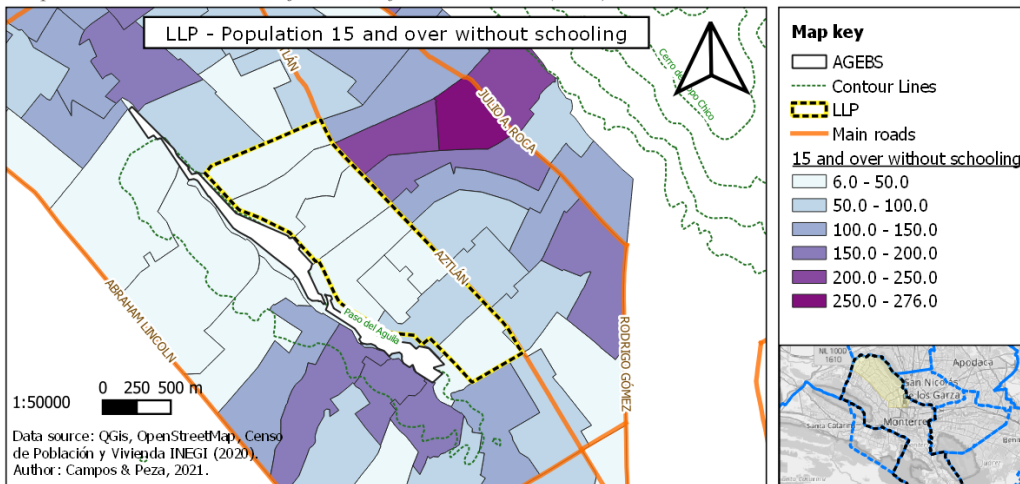 LLP - Population 15 and over without schooling
TLÁN
JULIO A. ROCA
Cerro del Topo Chico
AZTLÁN
ABRAHAM LINCOLN
Paso del Aguila
RODRIGO GÓMEZ
0 250 500 m
1:50000
Data source: QGis, OpenStreetMap, Censo
de Población y Vivienda INEGI (2020).
Author: Campos & Peza, 2021.
Map key
AGEBS
Contour Lines
LLP
Main roads
15 and over without schooling
6.0 - 50.0
50.0 - 100.0
100.0 - 150.0
150.0 - 200.0
200.0 - 250.0
250.0 - 276.0
NL 1000
1610
Apodaca
San Nicolás
de los Garza
Monterrey
Santa Catarina